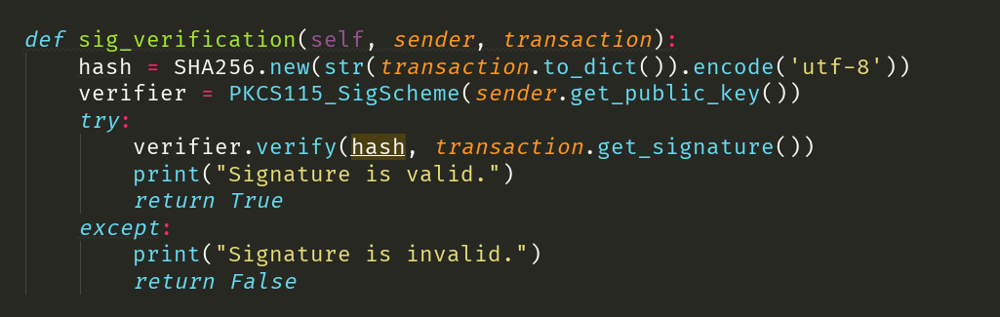 def sig_verification(self, sender, transaction):
    hash = SHA256.new(str(transaction.to_dict()).encode('utf-8'))
    verifier = PKCS115_SigScheme(sender.get_public_key())
    try:
        verifier.verify(hash, transaction.get_signature())
        print("Signature is valid.")
        return True
    except:
        print("Signature is invalid.")
        return False